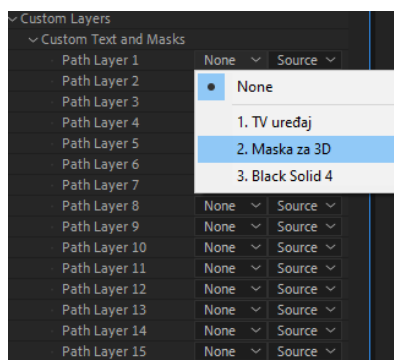 Custom Layers
Custom Text and Masks
Path Layer 1 None Source
Path Layer 2
Path Layer 3
Path Layer 4
Path Layer 5
Path Layer 6
Path Layer 7
None
1. TV uređaj
2. Maska za 3D
3. Black Solid 4
Path Layer 8 None Source
Path Layer 9 None Source
Path Layer 10 None Source
Path Layer 11 None Source
Path Layer 12 None Source
Path Layer 13 None Source
Path Layer 14 None Source
Path Layer 15 None Source